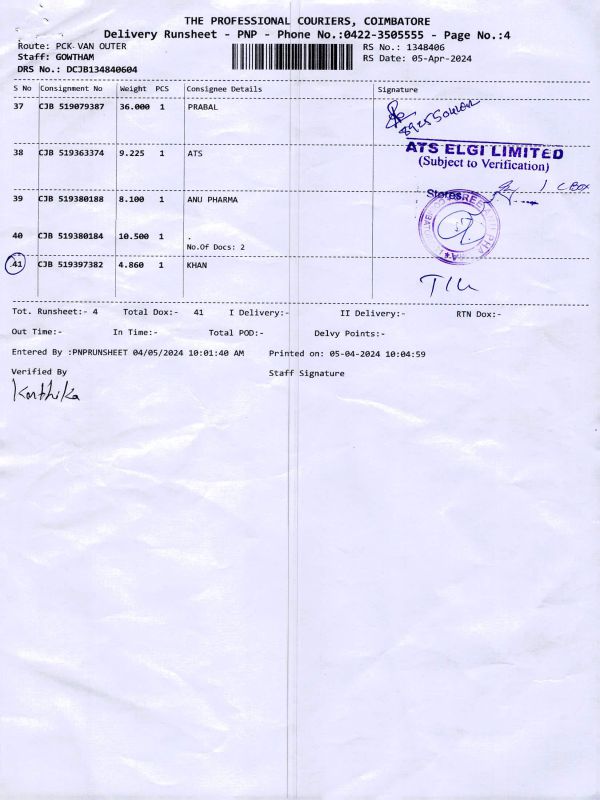 THE PROFESSIONAL COURIERS, COIMBATORE
Delivery Runsheet - PNP - Phone No.:0422-3505555 - Page No.:4
Route: PCK VAN OUTER RS No.: 1348406
Staff: GOWTHAM RS Date: 05-Apr-2024
DRS No.: DCJB134840604
S No Consignment No Weight PCS Consignee Details Signature
37 CJB 519079387 36.000 1 PRABAL
38 CJB 519363374 9.225 1 ATS
ATS ELGI LIMITED
(Subject to Verification)
Stores
1 C BOX
39 CJB 519380188 8.100 1 ANU PHARMA
40 CJB 519380184 10.500 1 .
No.Of Docs: 2
41 CJB 519397382 4.860 1 KHAN
Tot. Runsheet:- 4 Total Dox:- 41 I Delivery:- II Delivery:- RTN Dox:-
Out Time:- In Time:- Total POD:- Delvy Points:-
Entered By :PNPRUNSHEET 04/05/2024 10:01:40 AM Printed on: 05-04-2024 10:04:59
Verified By Staff Signature
Karthika